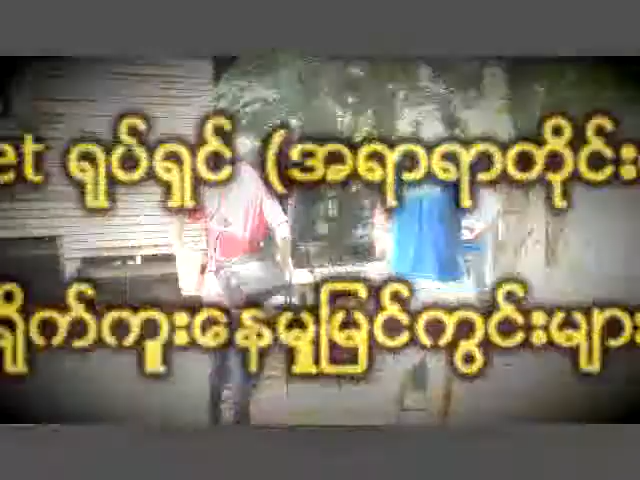 et ရုပ်ရှင် (အရာရာတိုင်း
ရိုက်ကူးနေမှုမြင်ကွင်းများ